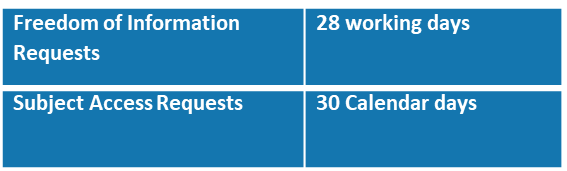 Freedom of Information
Requests
28 working days
Subject Access Requests
30 Calendar days